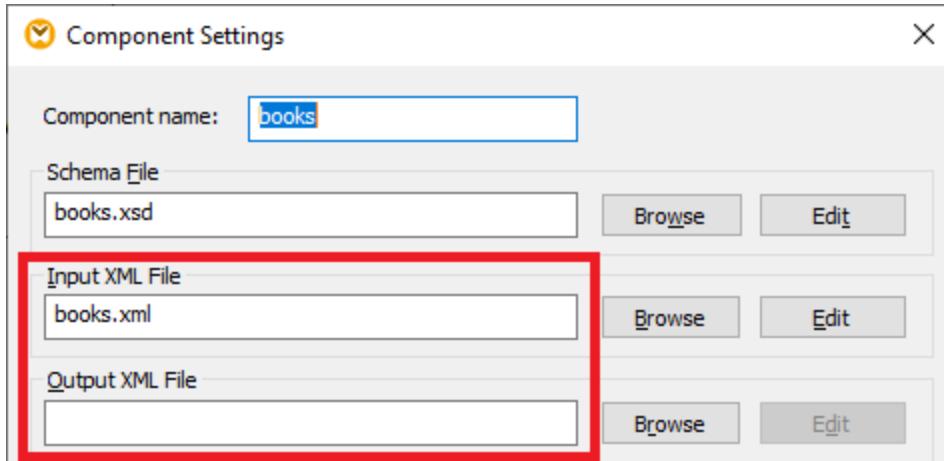 Component Settings
Component name: books
Schema File
books.xsd Browse Edit
Input XML File
books.xml Browse Edit
Output XML File
Browse Edit